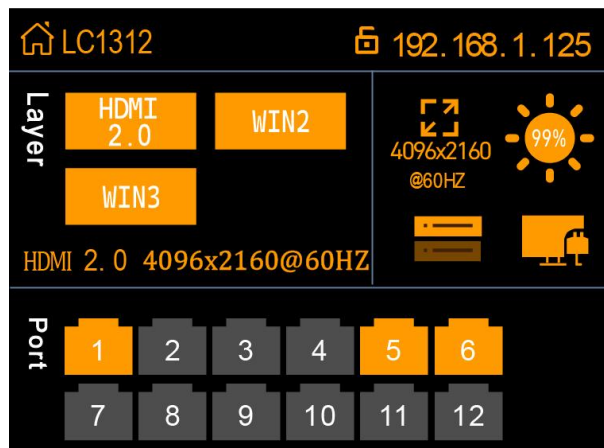 LC1312
192.168.1.125
Layer
HDMI
2.0
WIN2
WIN3
HDMI 2.0 4096x2160@60HZ
4096x2160
@60HZ
99%
Port
1 2 3 4 5 6
7 8 9 10 11 12